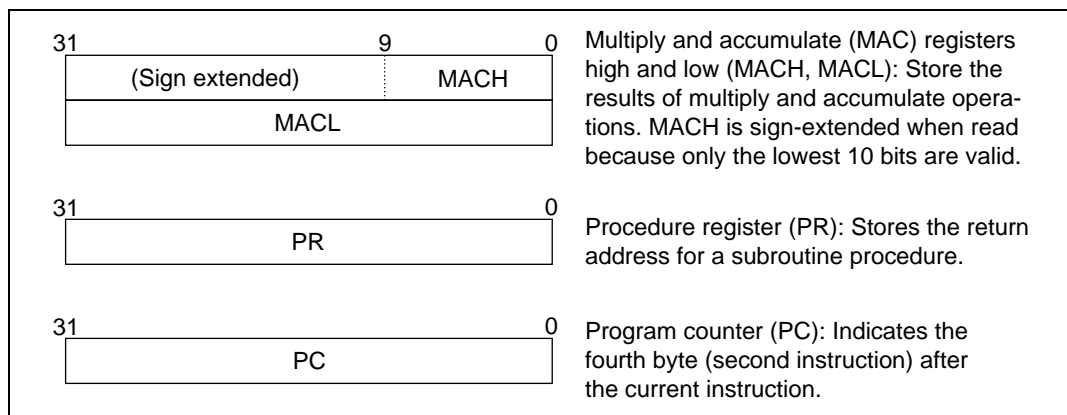 31 9 0
(Sign extended) MACH
MACL
Multiply and accumulate (MAC) registers
high and low (MACH, MACL): Store the
results of multiply and accumulate opera-
tions. MACH is sign-extended when read
because only the lowest 10 bits are valid.
31 0
PR
Procedure register (PR): Stores the return
address for a subroutine procedure.
31 0
PC
Program counter (PC): Indicates the
fourth byte (second instruction) after
the current instruction.